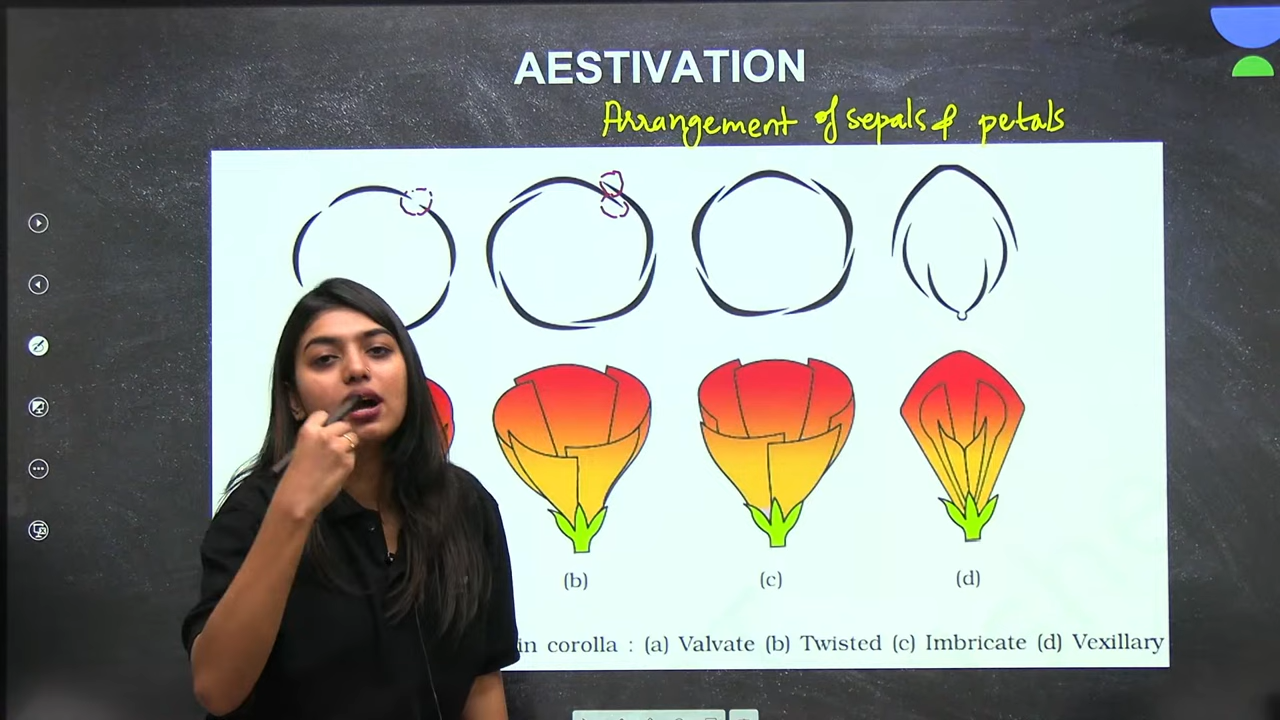 AESTIVATION
Arrangement of sepals & petals
(b) (c) (d)
in corolla : (a) Valvate (b) Twisted (c) Imbricate (d) Vexillary